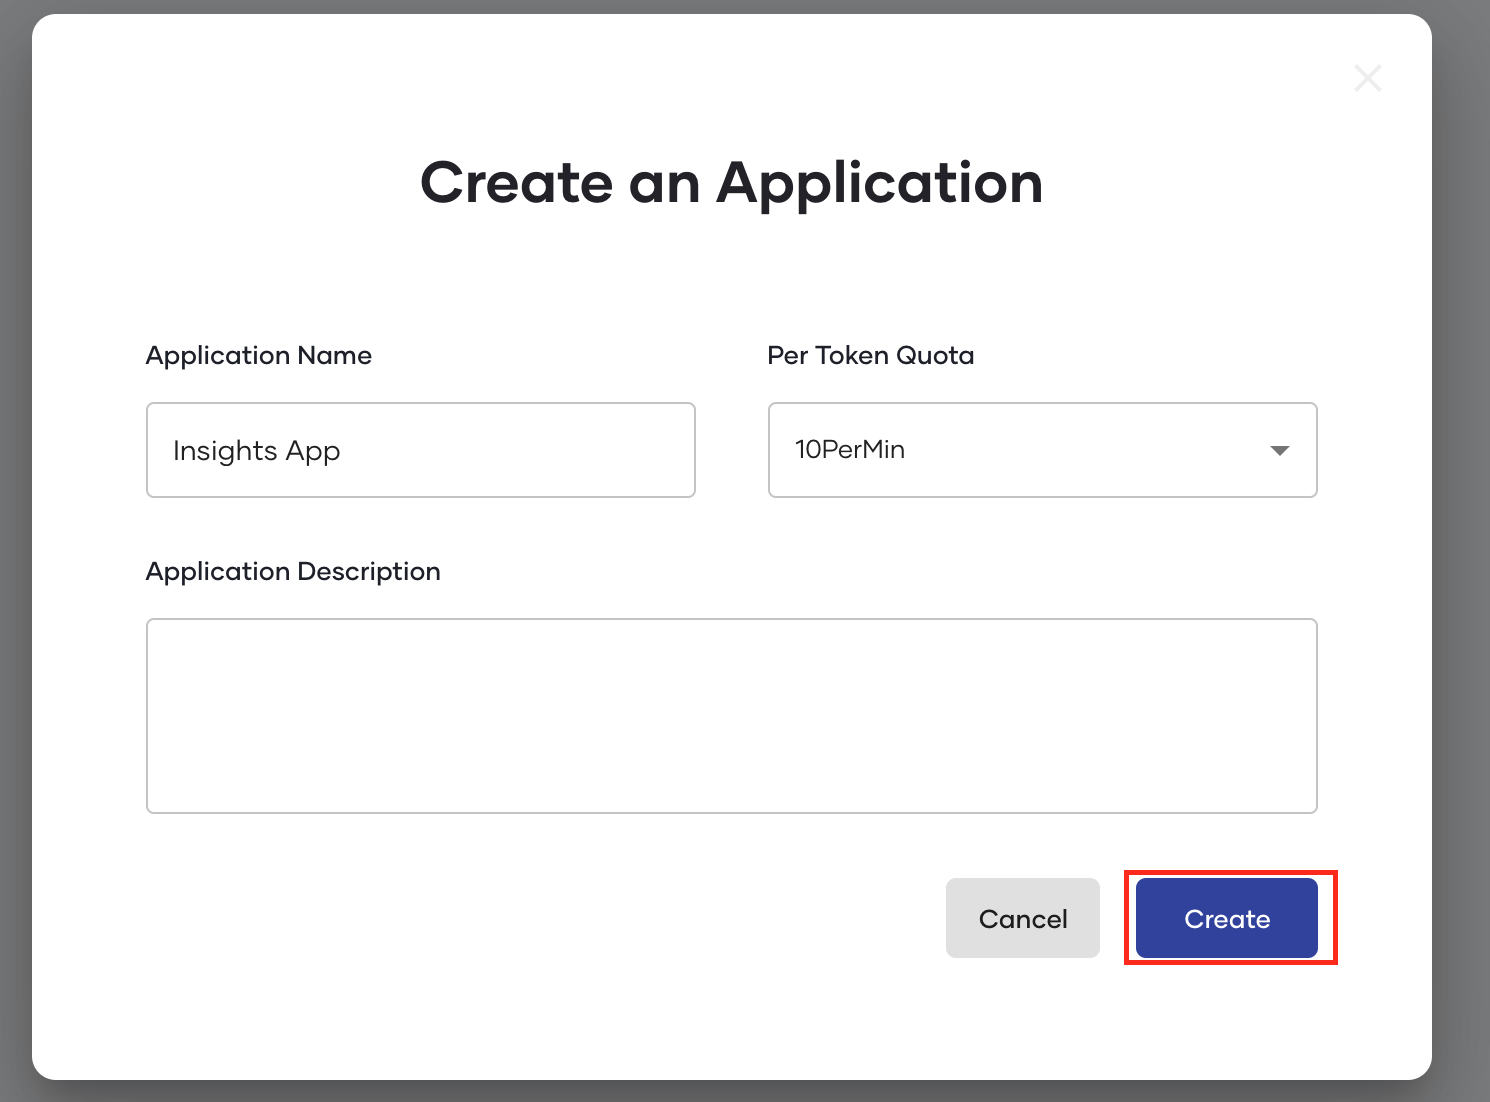 Create an Application
Application Name
Per Token Quota
Insights App
10PerMin
Application Description
Cancel
Create